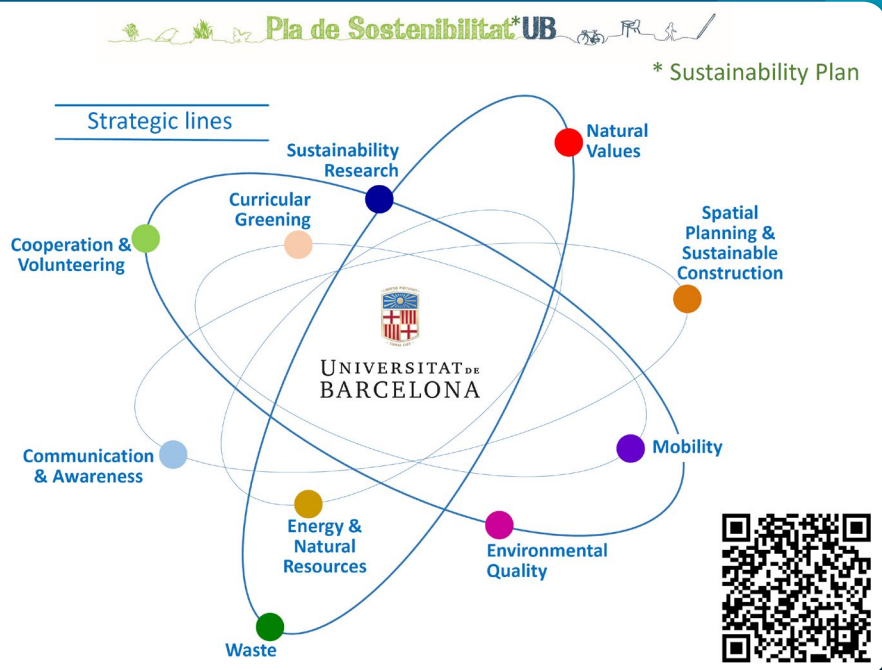 Pla de Sostenibilitat*UB
* Sustainability Plan
Strategic lines
Natural
Values
Sustainability
Research
Curricular
Greening
Spatial
Planning &
Sustainable
Construction
Cooperation &
Volunteering
UNIVERSITAT DE
BARCELONA
Communication
& Awareness
Mobility
Energy &
Natural
Resources
Environmental
Quality
Waste